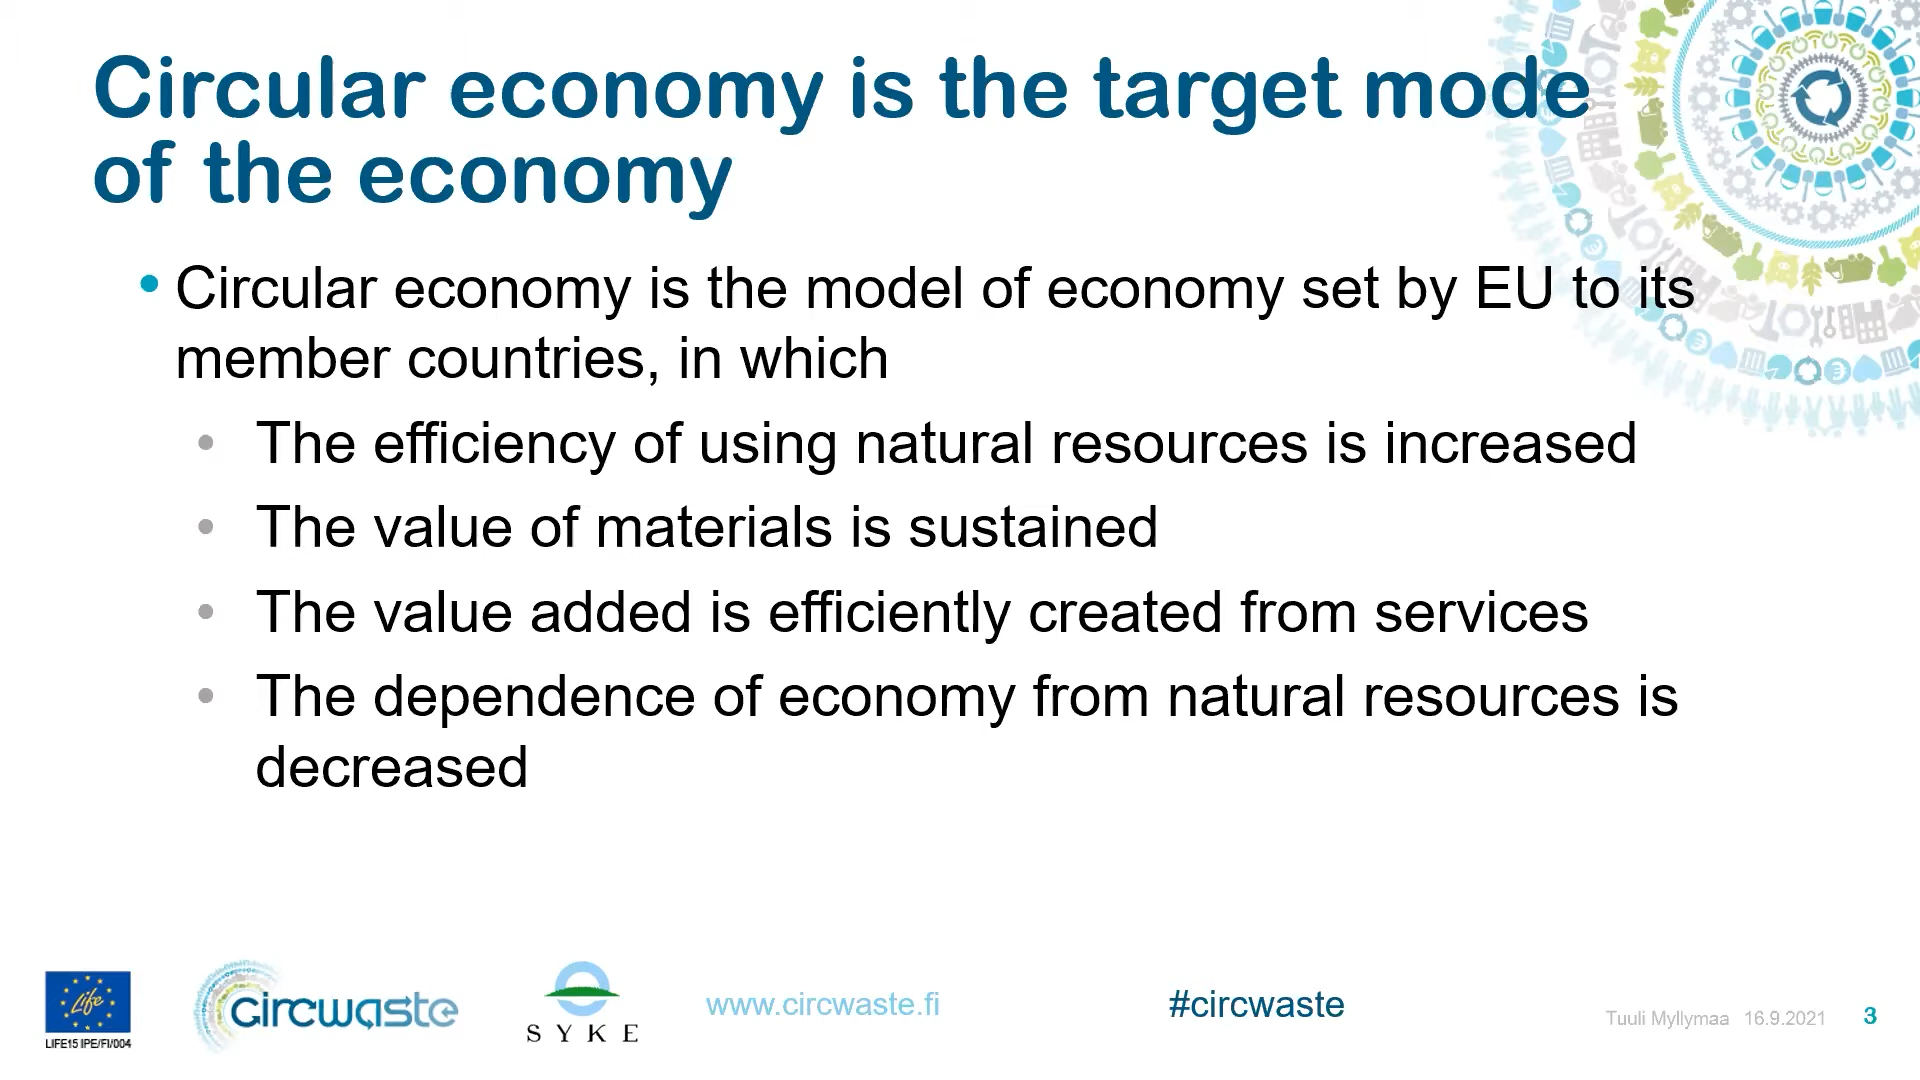 Circular economy is the target mode
of the economy
• Circular economy is the model of economy set by EU to its
member countries, in which
• The efficiency of using natural resources is increased
• The value of materials is sustained
• The value added is efficiently created from services
• The dependence of economy from natural resources is
decreased
Life
LIFE15 IPE/FI/004
circwaste
SYKE
www.circwaste.fi
#circwaste
Tuuli Myllymaa 16.9.2021
3